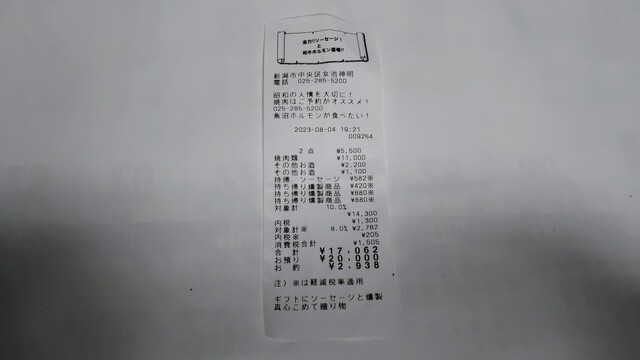 全力!!ソーセージ!
と
和牛ホルモン職場!!
新潟市中央区女池神明
電話 025-285-5200
昭和の人情を大切に!
焼肉はご予約がオススメ!
025-285-5200
魚沼ホルモンが食べたい!
2023-08-04 19:21
009254
2点 ¥5,500
焼肉類 ¥11,000
その他お酒 ¥2,200
その他お酒 ¥1,100
持帰 ソーセージ ¥582※
持ち帰り燻製商品 ¥420※
持ち帰り燻製商品 ¥880※
持ち帰り燻製商品 ¥880※
対象計 10.0%
¥14,300
内税 ¥1,300
対象計※ 8.0% ¥2,762
内税※ ¥205
消費税合計 ¥1,505
合 計 ¥17,062
お預り ¥20,000
お 釣 ¥2,938
注)※は軽減税率適用
ギフトにソーセージと燻製
真心こめて贈り物